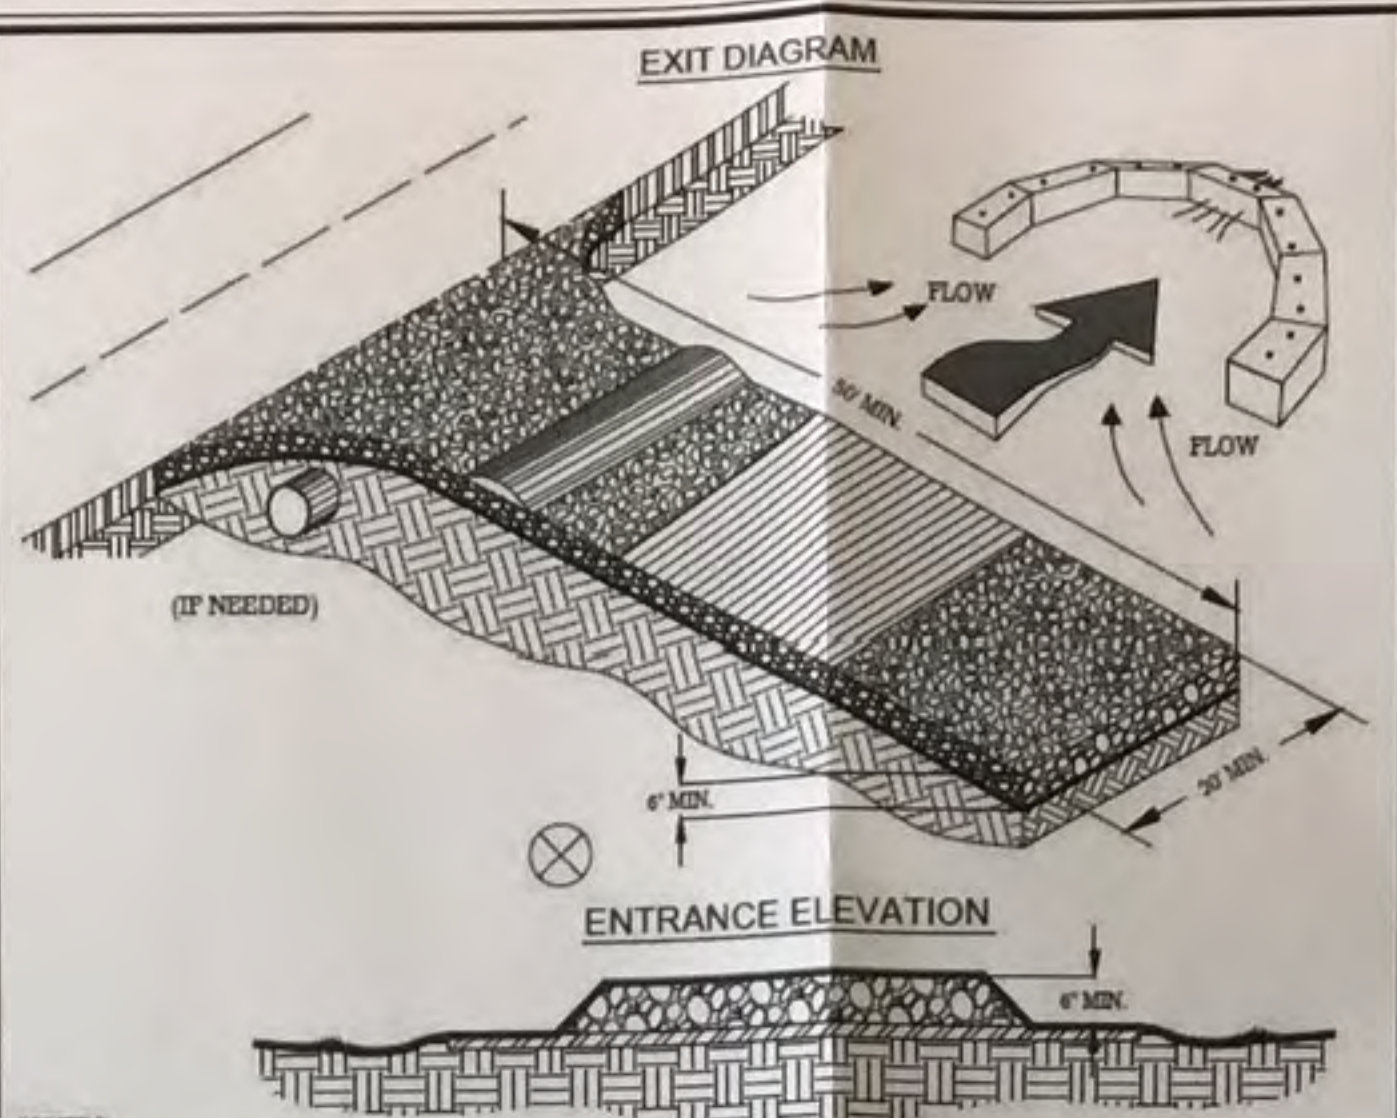 EXIT DIAGRAM
FLOW
50' MIN.
FLOW
(IF NEEDED)
6" MIN.
20' MIN.
ENTRANCE ELEVATION
6" MIN.